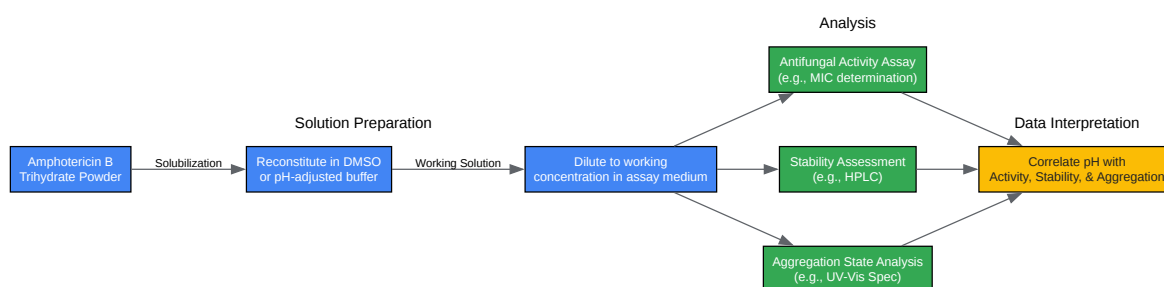 Analysis
Antifungal Activity Assay
(e.g., MIC determination)
Solution Preparation
Data Interpretation
Amphotericin B
Trihydrate Powder
Solubilization
Reconstitute in DMSO
or pH-adjusted buffer
Working Solution
Dilute to working
concentration in assay medium
Stability Assessment
(e.g., HPLC)
Correlate pH with
Activity, Stability, & Aggregation
Aggregation State Analysis
(e.g., UV-Vis Spec)